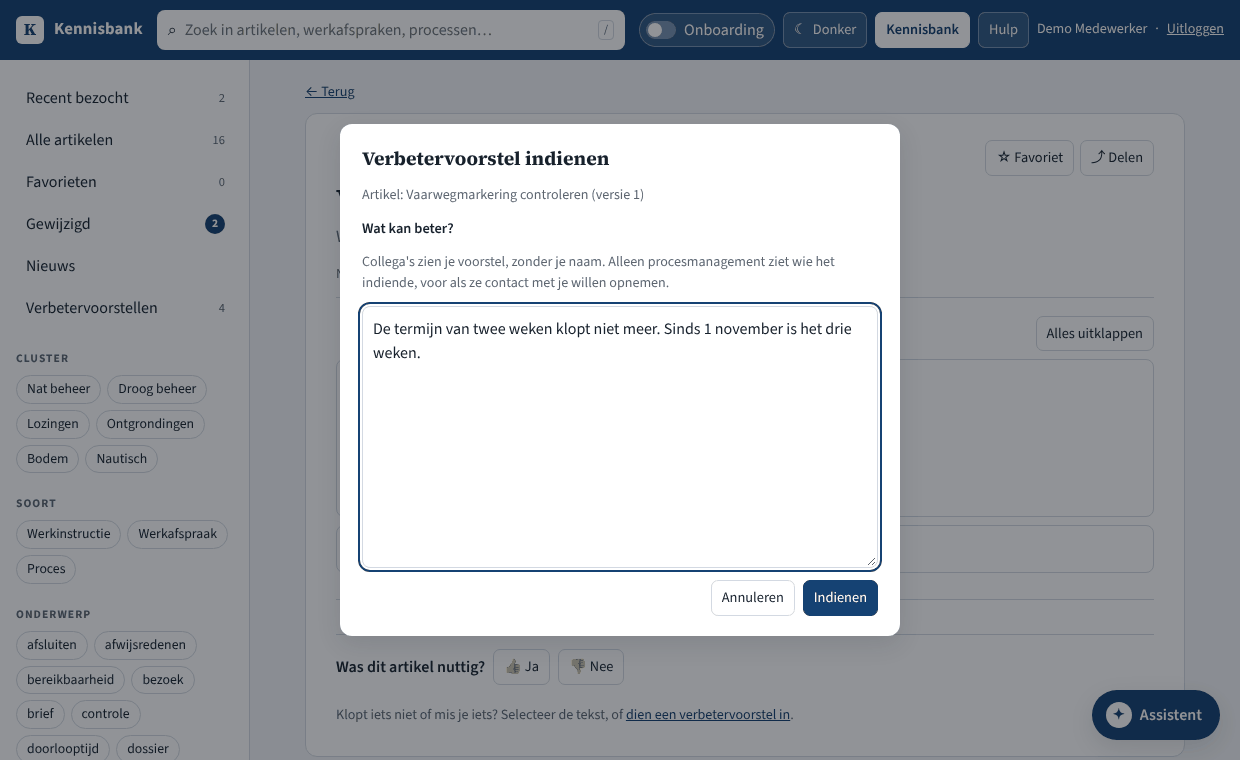 K Kennisbank
Zoek in artikelen, werkafspraken, processen…
/
Onboarding
☾ Donker
Kennisbank
Hulp
Demo Medewerker · Uitloggen
Recent bezocht 2
Alle artikelen 16
Favorieten 0
Gewijzigd 2
Nieuws
Verbetervoorstellen 4
CLUSTER
Nat beheer Droog beheer
Lozingen Ontgrondingen
Bodem Nautisch
SOORT
Werkinstructie Werkafspraak
Proces
ONDERWERP
afsluiten afwijsredenen
bereikbaarheid bezoek
brief controle
doorlooptijd dossier
← Terug
☆ Favoriet ⤴ Delen
Alles uitklappen
Verbetervoorstel indienen
Artikel: Vaarwegmarkering controleren (versie 1)
Wat kan beter?
Collega's zien je voorstel, zonder je naam. Alleen procesmanagement ziet wie het
indiende, voor als ze contact met je willen opnemen.
De termijn van twee weken klopt niet meer. Sinds 1 november is het drie
weken.
Annuleren Indienen
Was dit artikel nuttig? 👍 Ja 👎 Nee
Klopt iets niet of mis je iets? Selecteer de tekst, of dien een verbetervoorstel in.
✦ Assistent